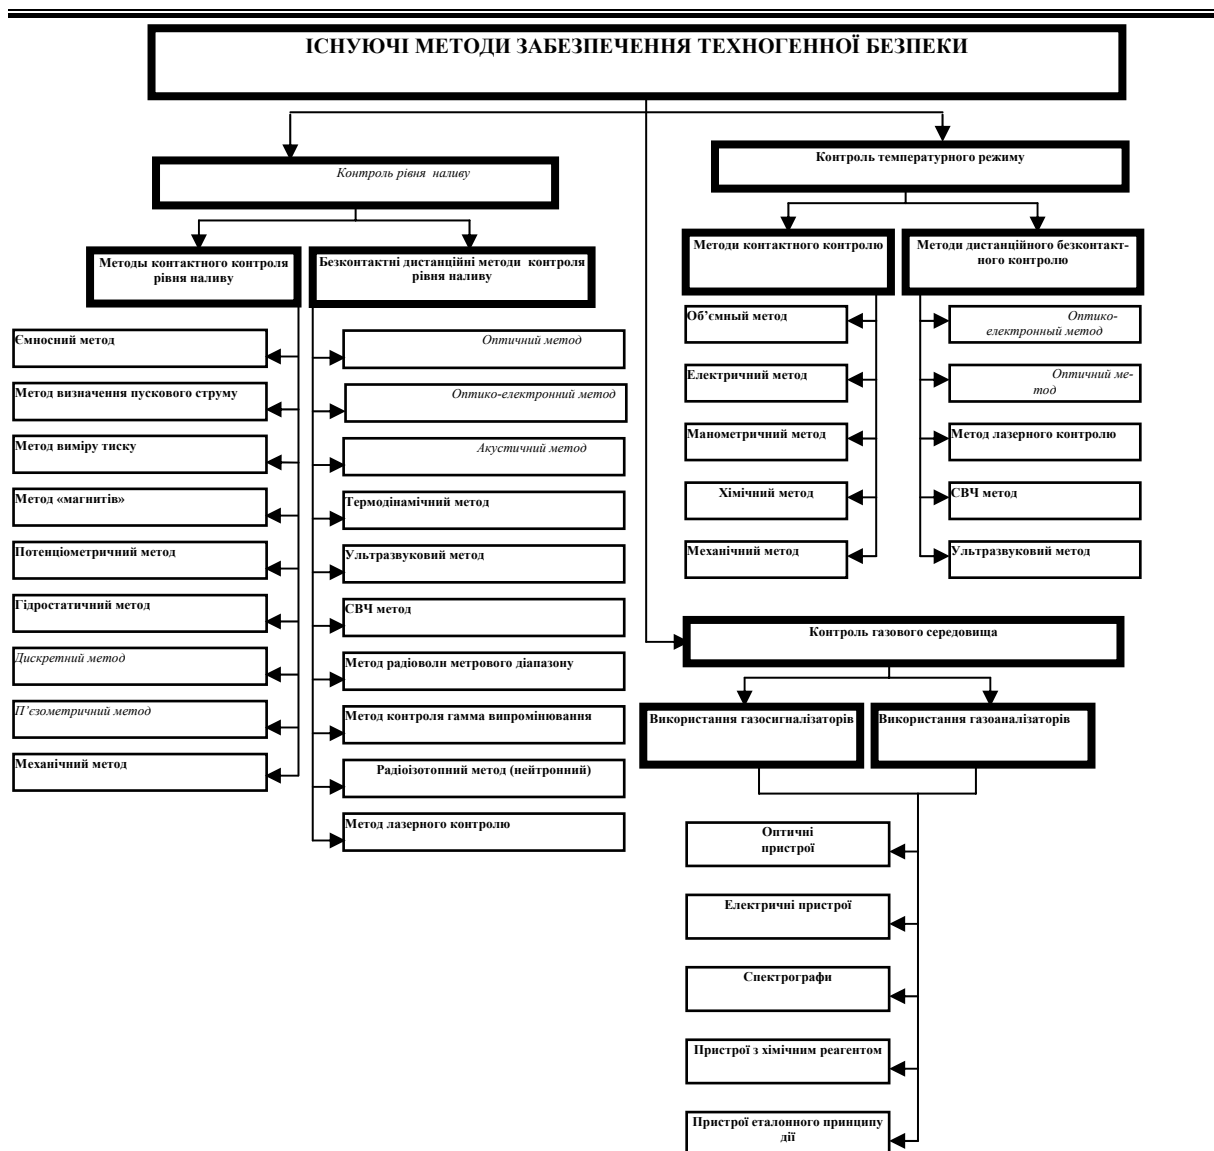 ІСНУЮЧІ МЕТОДИ ЗАБЕЗПЕЧЕННЯ ТЕХНОГЕННОЇ БЕЗПЕКИ
Контроль рівня наливу
Методы контактного контроля
рівня наливу
Безконтактні дистанційні методи контроля
рівня наливу
Ємносний метод
Метод визначення пускового струму
Метод виміру тиску
Метод «магнитів»
Потенціометричний метод
Гідростатичний метод
Дискретний метод
П’єзометричний метод
Механічний метод
Оптичний метод
Оптико-електронний метод
Акустичний метод
Термодінамічний метод
Ультразвуковий метод
СВЧ метод
Метод радіоволн метрового діапазону
Метод контроля гамма випромінювання
Радіоізотопний метод (нейтронний)
Метод лазерного контролю
Контроль температурного режиму
Методи контактного контролю
Методи дистанційного безконтакт-
ного контролю
Об’ємный метод
Електричний метод
Манометричний метод
Хімічний метод
Механічний метод
Оптико-
електронный метод
Оптичний ме-
тод
Метод лазерного контролю
СВЧ метод
Ультразвуковий метод
Контроль газового середовища
Використання газосигналізаторів
Використання газоаналізаторів
Оптичні
пристрої
Електричні пристрої
Спектрографи
Пристрої з хімічним реагентом
Пристрої еталонного принципу
дії